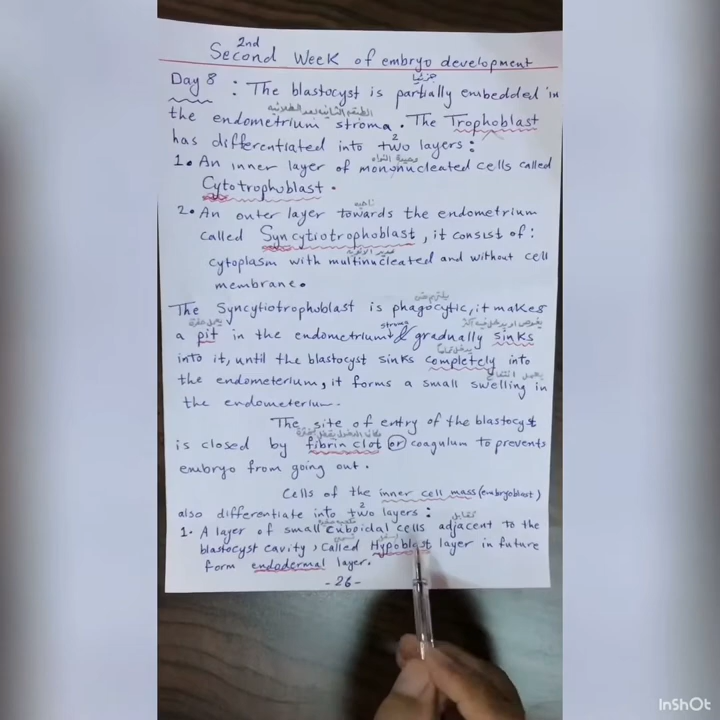 2nd
Second Week of embryo development
Day 8 : The blastocyst is partially embedded in
جزئيا
the endometrium stroma. The Trophoblast
has differentiated into two layers:
2
1. An inner layer of mononucleated cells called
Cytotrophoblast.
2. An outer layer towards the endometrium
ناحيه
called Syncytiotrophoblast, it consist of:
cytoplasm with multinucleated and without cell
membrane.
The Syncytiotrophoblast is phagocytic, it makes
a pit in the endometrium stroma & gradually sinks
into it, until the blastocyst sinks completely into
the endometerium, it forms a small swelling in
the endometerium.
The site of entry of the blastocyst
is closed by fibrin clot or coagulum to prevents
embryo from going out.
Cells of the inner cell mass (embryoblast)
also differentiate into two layers:
2
1. A layer of small cuboidal cells adjacent to the
blastocyst cavity, called Hypoblast layer in future
form endodermal layer.
-26-
InShOt